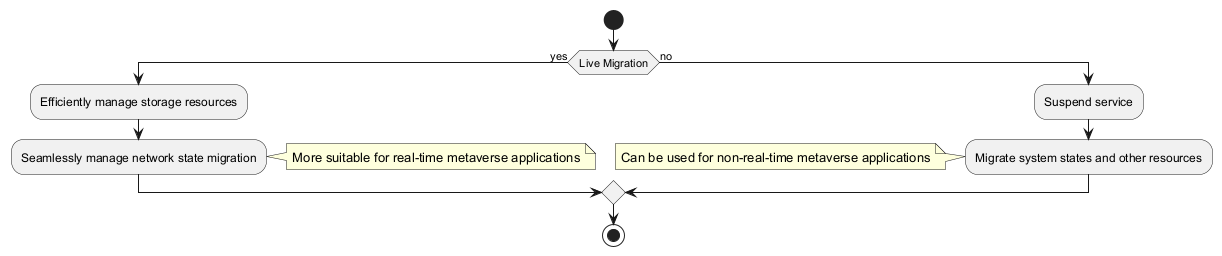 Live Migration
yes
no
Efficiently manage storage resources
Suspend service
Seamlessly manage network state migration
More suitable for real-time metaverse applications
Can be used for non-real-time metaverse applications
Migrate system states and other resources